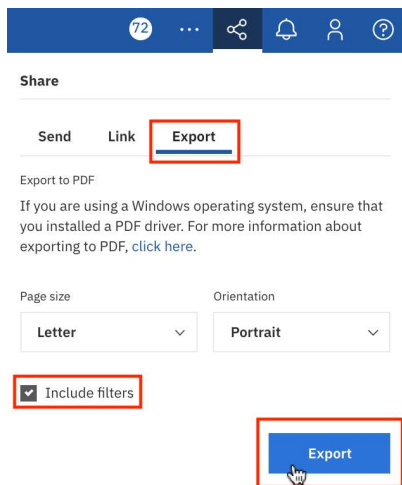 72
Share
Send Link Export
Export to PDF
If you are using a Windows operating system, ensure that
you installed a PDF driver. For more information about
exporting to PDF, click here.
Page size Orientation
Letter Portrait
Include filters
Export